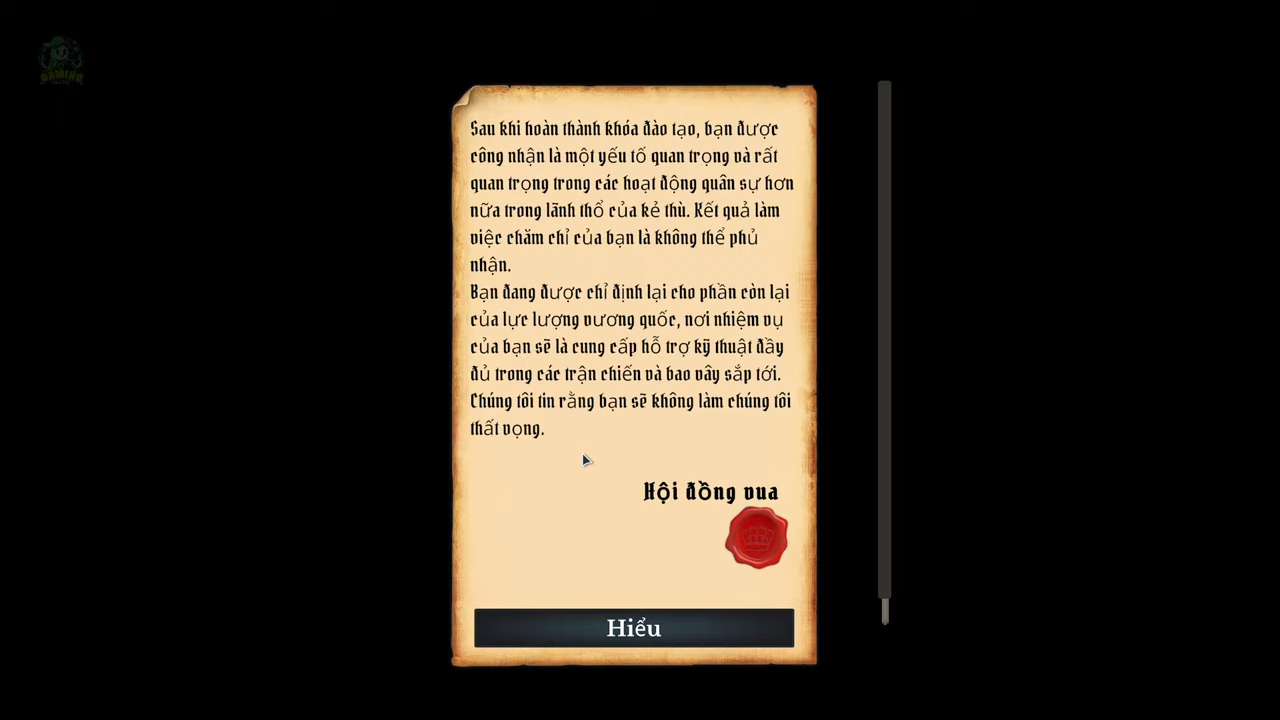 Sau khi hoàn thành khóa đào tạo, bạn được
công nhận là một yếu tố quan trọng và rất
quan trọng trong các hoạt động quân sự hơn
nữa trong lãnh thổ của kẻ thù. Kết quả làm
việc chăm chỉ của bạn là không thể phủ
nhận.
Bạn đang được chỉ định lại cho phần còn lại
của lực lượng vương quốc, nơi nhiệm vụ
của bạn sẽ là cung cấp hỗ trợ kỹ thuật đầy
đủ trong các trận chiến và bao vây sắp tới.
Chúng tôi tin rằng bạn sẽ không làm chúng tôi
thất vọng.
Hội đồng vua
Hiểu